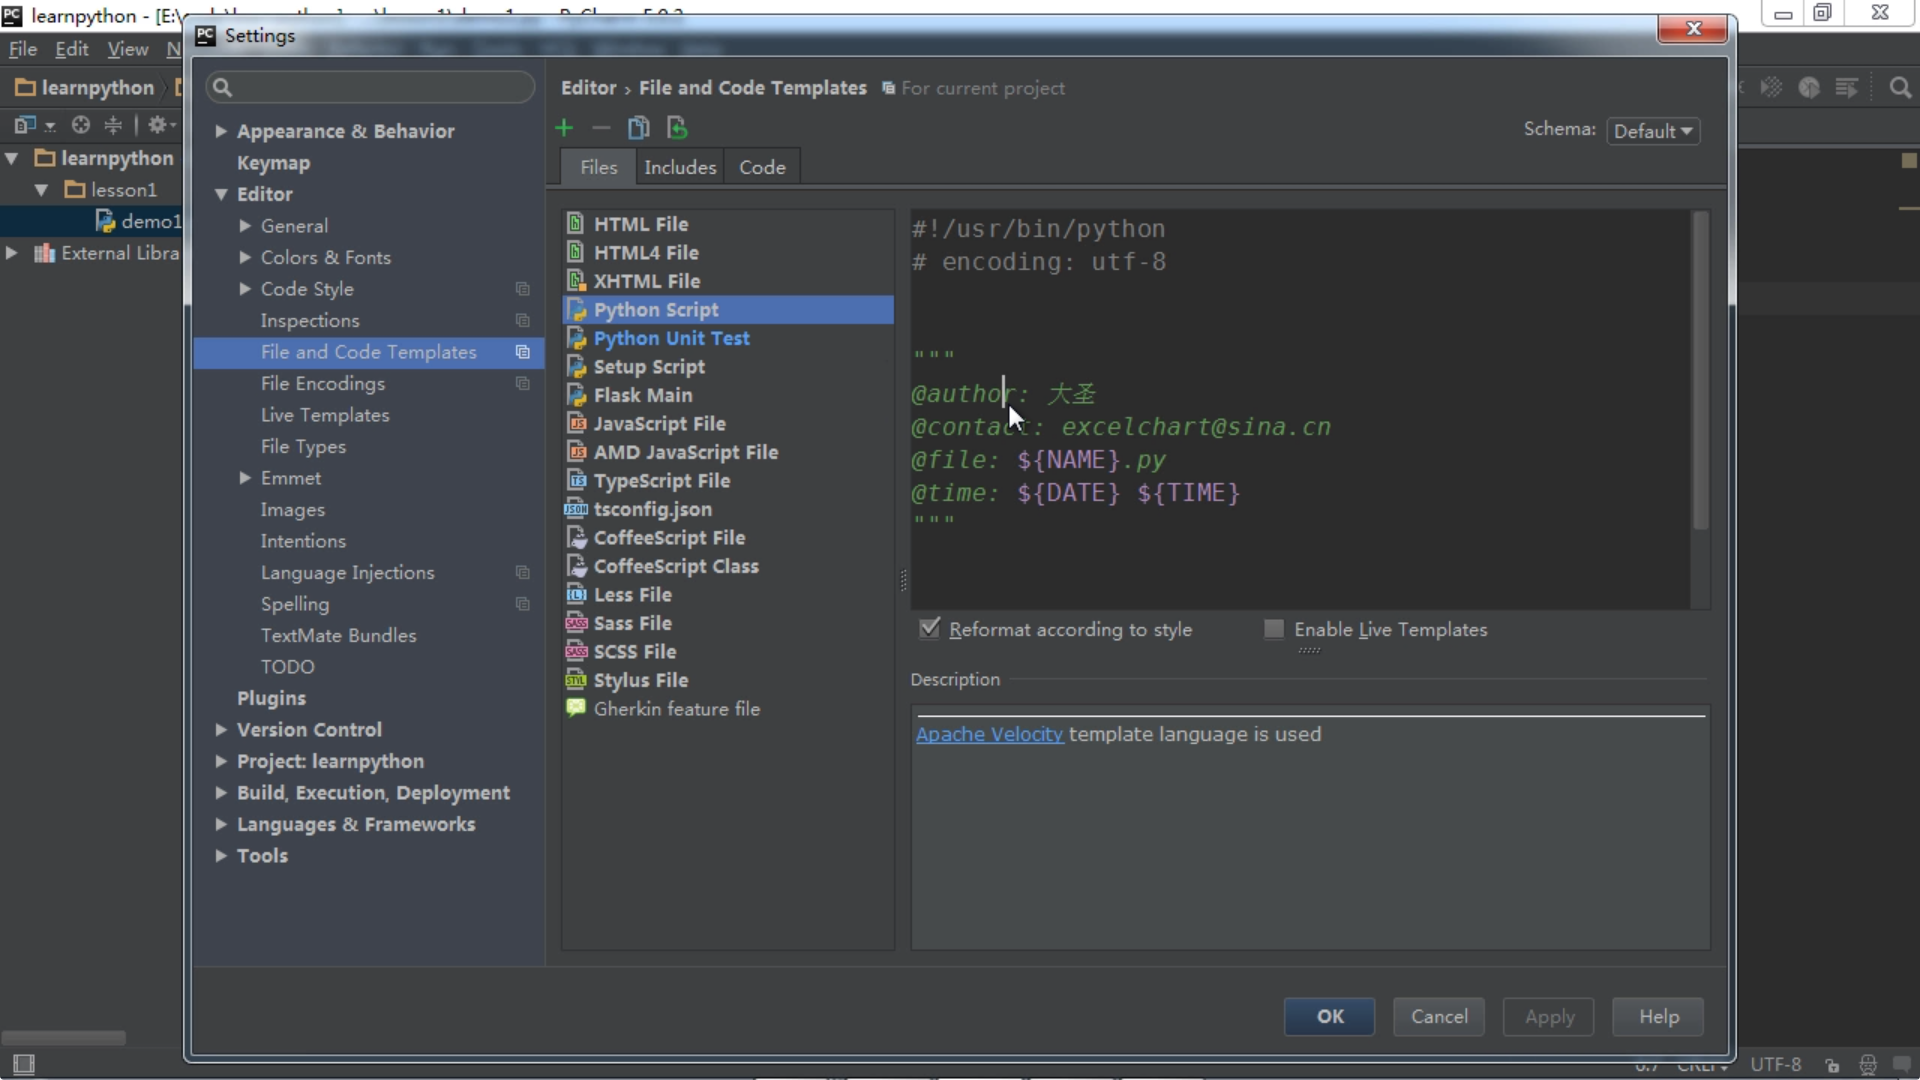 learnpython - [E:\
Settings
File Edit View N
learnpython
Editor › File and Code Templates For current project
Schema: Default
Files Includes Code
learnpython
lesson1
demo1
External Libra
Appearance & Behavior
Keymap
Editor
General
Colors & Fonts
Code Style
Inspections
File and Code Templates
File Encodings
Live Templates
File Types
Emmet
Images
Intentions
Language Injections
Spelling
TextMate Bundles
TODO
Plugins
Version Control
Project: learnpython
Build, Execution, Deployment
Languages & Frameworks
Tools
HTML File
HTML4 File
XHTML File
Python Script
Python Unit Test
Setup Script
Flask Main
JavaScript File
AMD JavaScript File
TypeScript File
tsconfig.json
CoffeeScript File
CoffeeScript Class
Less File
Sass File
SCSS File
Stylus File
Gherkin feature file
#!/usr/bin/python
# encoding: utf-8
"""
@author: 大圣
@contact: excelchart@sina.cn
@file: ${NAME}.py
@time: ${DATE} ${TIME}
"""
Reformat according to style Enable Live Templates
Description
Apache Velocity template language is used
OK Cancel Apply Help
UTF-8